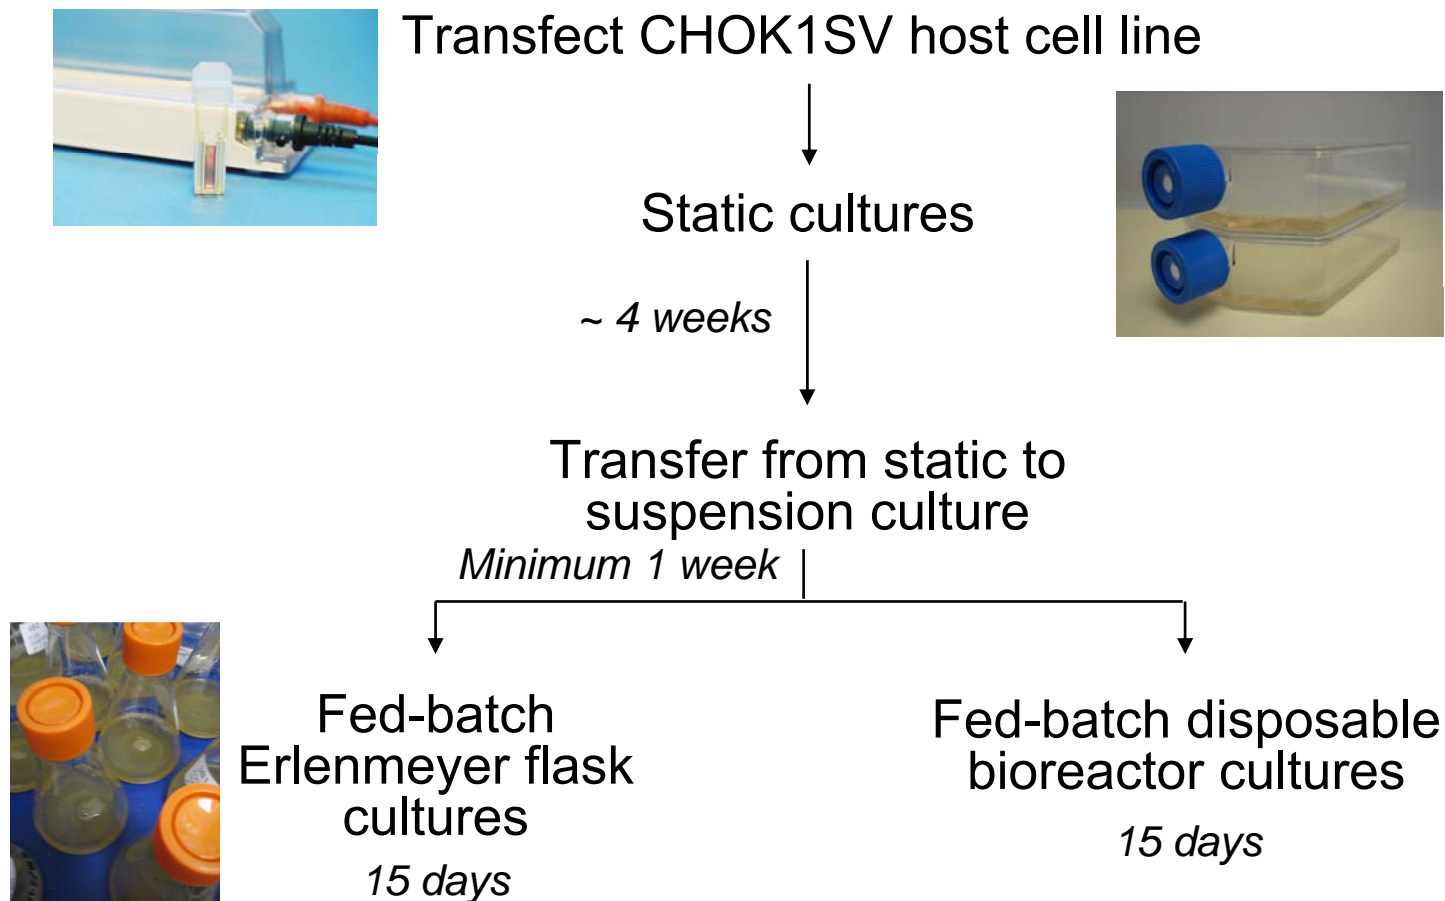 Transfect CHOK1SV host cell line
Static cultures
~ 4 weeks
Transfer from static to
suspension culture
Minimum 1 week
Fed-batch
Erlenmeyer flask
cultures
15 days
Fed-batch disposable
bioreactor cultures
15 days